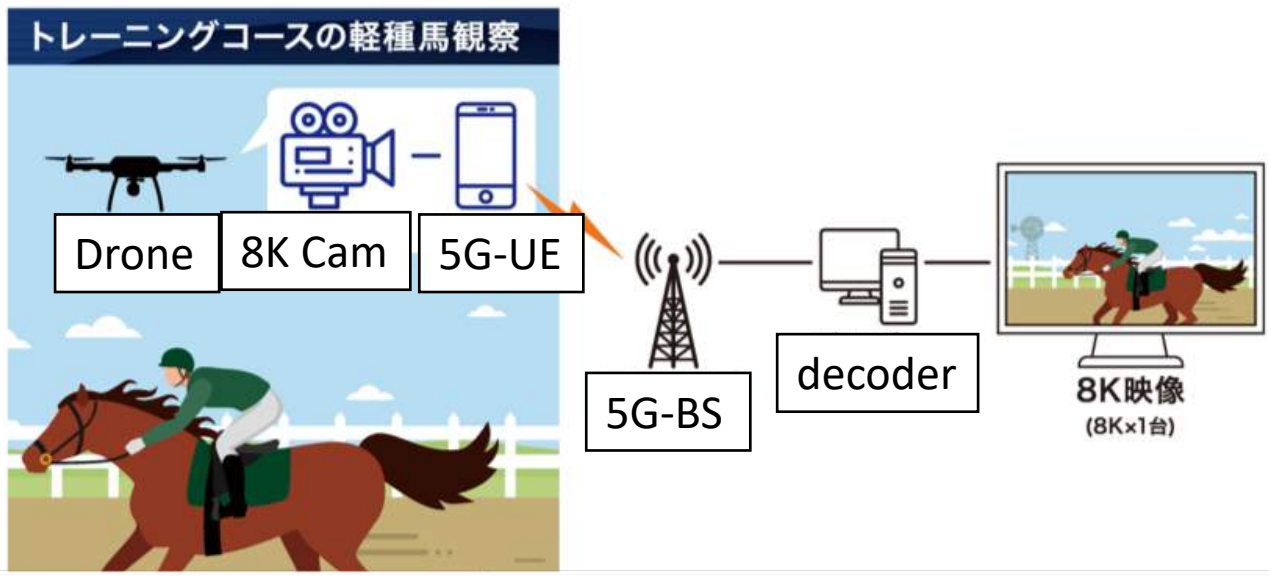 トレーニングコースの軽種馬観察
Drone
8K Cam
5G-UE
5G-BS
decoder
8K映像
(8K×1台)